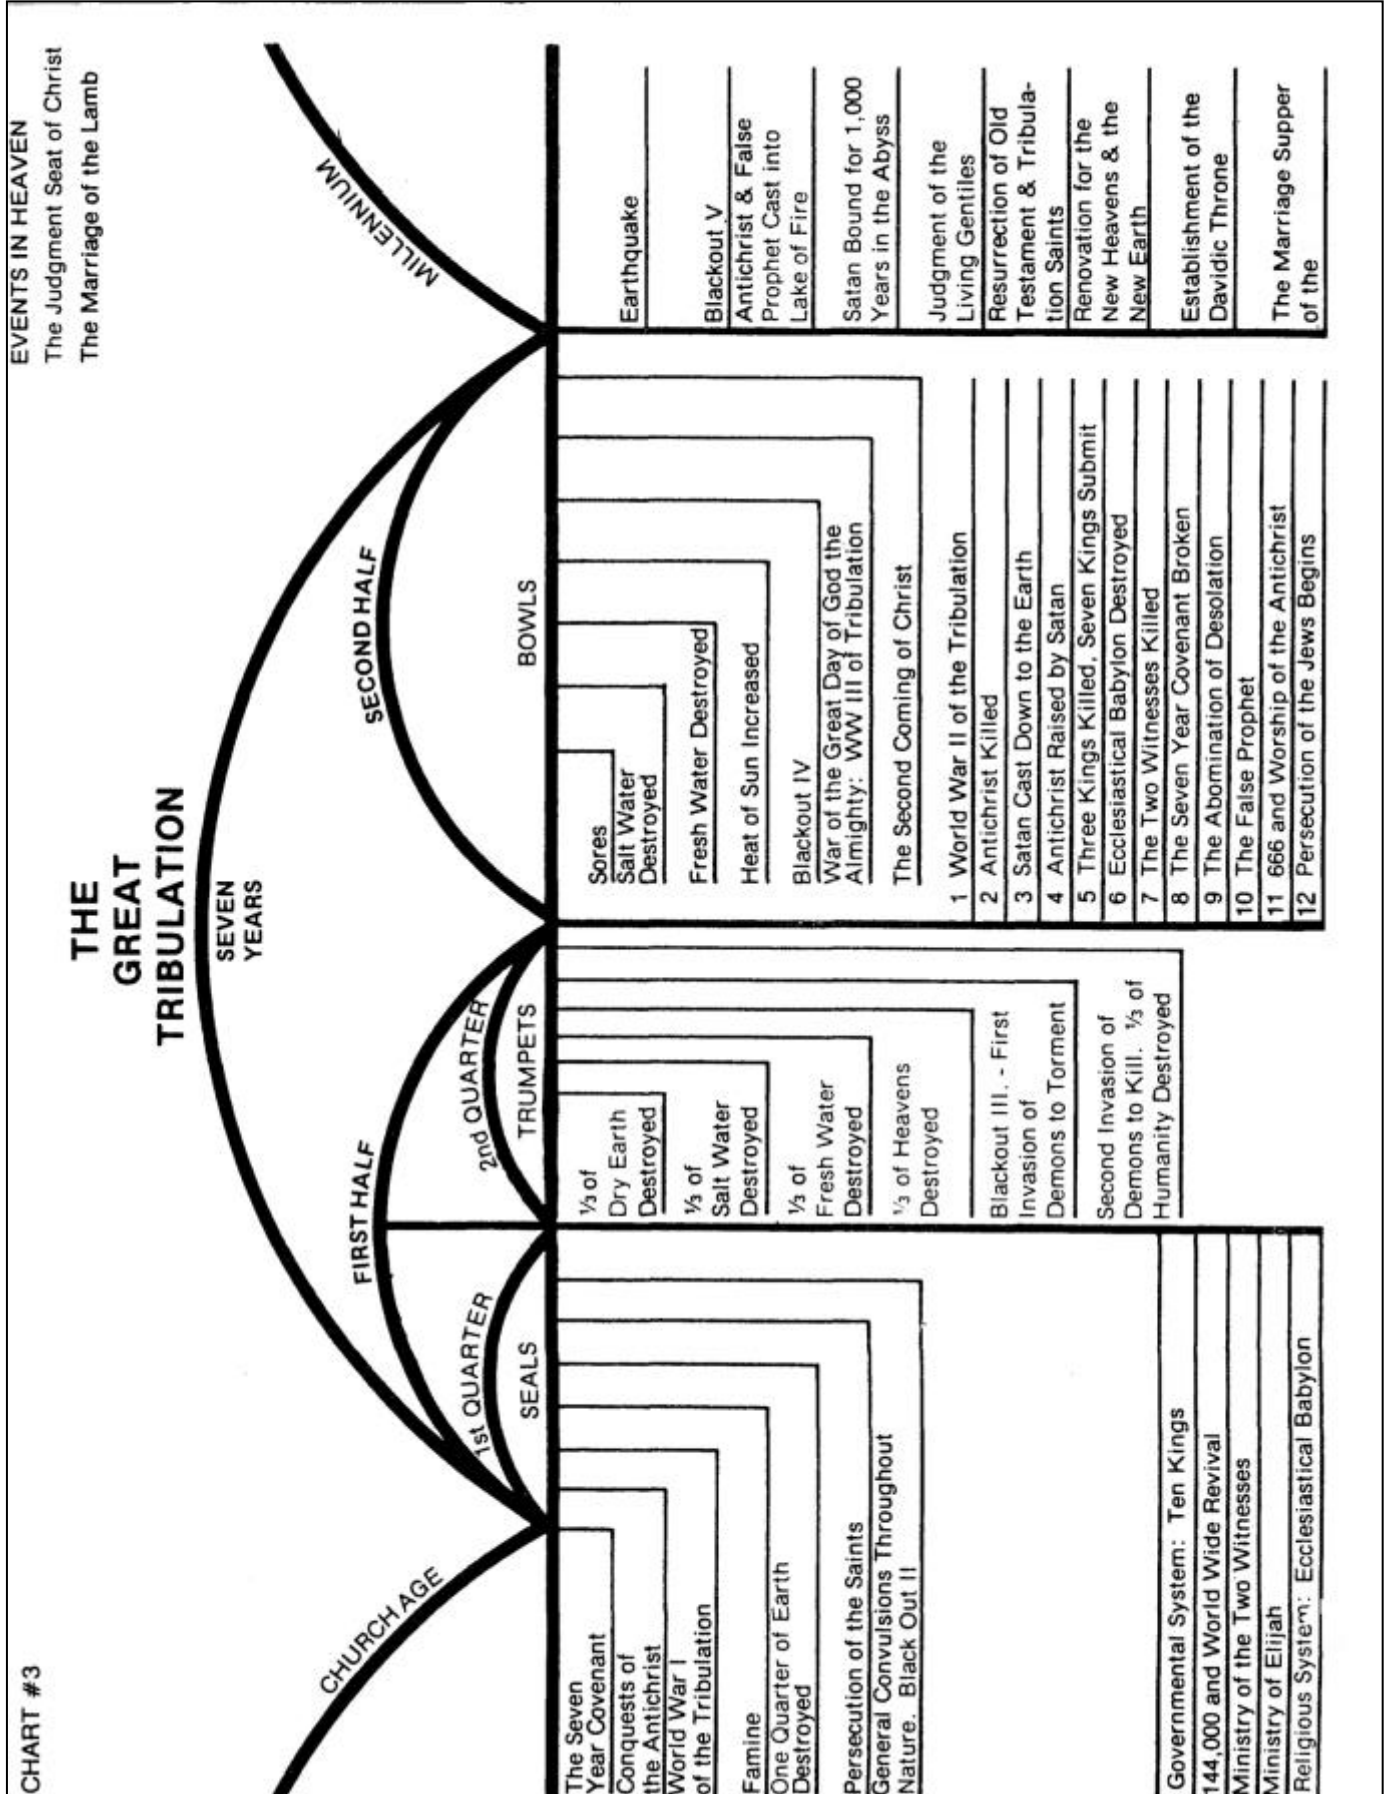 CHART #3
THE
GREAT
TRIBULATION
EVENTS IN HEAVEN
The Judgment Seat of Christ
The Marriage of the Lamb
SEVEN
YEARS
CHURCH AGE
FIRST HALF
SECOND HALF
MILLENNIUM
1st QUARTER
2nd QUARTER
SEALS
TRUMPETS
BOWLS
The Seven
Year Covenant
Conquests of
the Antichrist
World War I
of the Tribulation
Famine
One Quarter of Earth
Destroyed
Persecution of the Saints
General Convulsions Throughout
Nature. Black Out II
Governmental System: Ten Kings
144,000 and World Wide Revival
Ministry of the Two Witnesses
Ministry of Elijah
Religious System: Ecclesiastical Babylon
⅓ of
Dry Earth
Destroyed
⅓ of
Salt Water
Destroyed
⅓ of
Fresh Water
Destroyed
⅓ of Heavens
Destroyed
Blackout III. - First
Invasion of
Demons to Torment
Second Invasion of
Demons to Kill. ⅓ of
Humanity Destroyed
Sores
Salt Water
Destroyed
Fresh Water Destroyed
Heat of Sun Increased
Blackout IV
War of the Great Day of God the
Almighty: WW III of Tribulation
The Second Coming of Christ
1 World War II of the Tribulation
2 Antichrist Killed
3 Satan Cast Down to the Earth
4 Antichrist Raised by Satan
5 Three Kings Killed, Seven Kings Submit
6 Ecclesiastical Babylon Destroyed
7 The Two Witnesses Killed
8 The Seven Year Covenant Broken
9 The Abomination of Desolation
10 The False Prophet
11 666 and Worship of the Antichrist
12 Persecution of the Jews Begins
Earthquake
Blackout V
Antichrist & False
Prophet Cast into
Lake of Fire
Satan Bound for 1,000
Years in the Abyss
Judgment of the
Living Gentiles
Resurrection of Old
Testament & Tribula-
tion Saints
Renovation for the
New Heavens & the
New Earth
Establishment of the
Davidic Throne
The Marriage Supper
of the